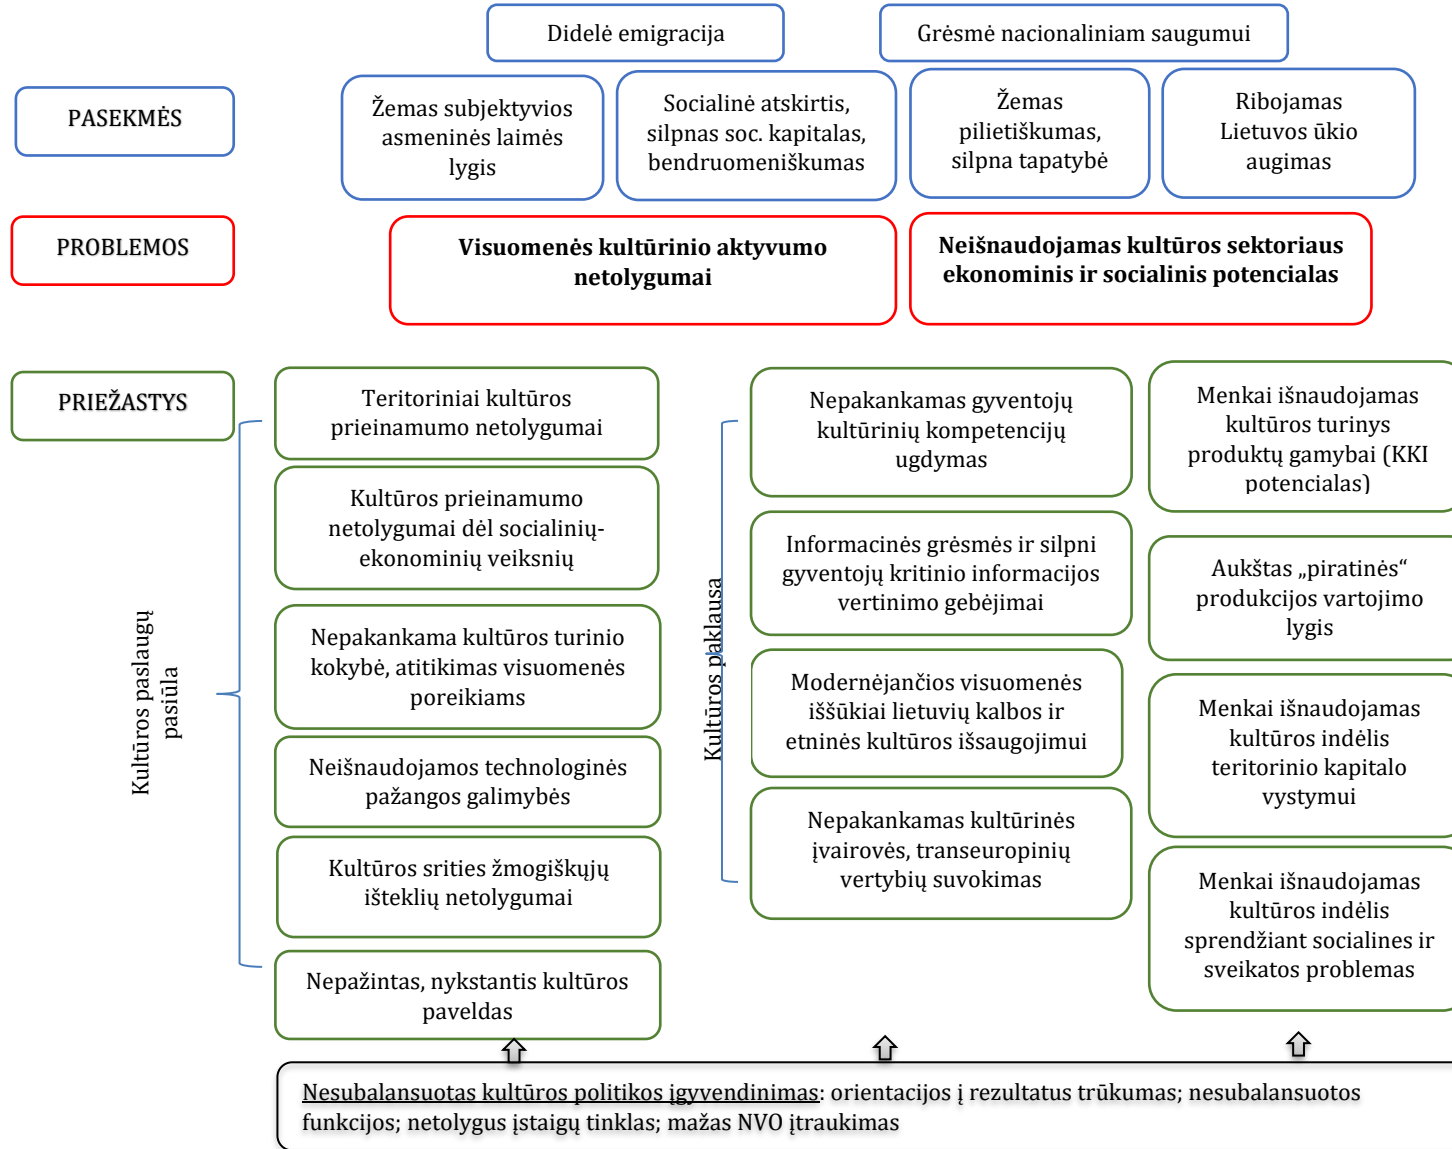 Didelė emigracija
Grėsmė nacionaliniam saugumui
PASEKMĖS
Žemas subjektyvios
asmeninės laimės
lygis
Socialinė atskirtis,
silpnas soc. kapitalas,
bendruomeniškumas
Žemas
pilietiškumas,
silpna tapatybė
Ribojamas
Lietuvos ūkio
augimas
PROBLEMOS
Visuomenės kultūrinio aktyvumo
netolygumai
Neišnaudojamas kultūros sektoriaus
ekonominis ir socialinis potencialas
PRIEŽASTYS
Kultūros paslaugų
pasiūla
Teritoriniai kultūros
prieinamumo netolygumai
Kultūros prieinamumo
netolygumai dėl socialinių-
ekonominių veiksnių
Nepakankama kultūros turinio
kokybė, atitikimas visuomenės
poreikiams
Neišnaudojamos technologinės
pažangos galimybės
Kultūros srities žmogiškųjų
išteklių netolygumai
Nepažintas, nykstantis kultūros
paveldas
Kultūros paklausa
Nepakankamas gyventojų
kultūrinių kompetencijų
ugdymas
Informacinės grėsmės ir silpni
gyventojų kritinio informacijos
vertinimo gebėjimai
Modernėjančios visuomenės
iššūkiai lietuvių kalbos ir
etninės kultūros išsaugojimui
Nepakankamas kultūrinės
įvairovės, transeuropinių
vertybių suvokimas
Menkai išnaudojamas
kultūros turinys
produktų gamybai (KKI
potencialas)
Aukštas „piratinės“
produkcijos vartojimo
lygis
Menkai išnaudojamas
kultūros indėlis
teritorinio kapitalo
vystymui
Menkai išnaudojamas
kultūros indėlis
sprendžiant socialines ir
sveikatos problemas
Nesubalansuotas kultūros politikos įgyvendinimas: orientacijos į rezultatus trūkumas; nesubalansuotos
funkcijos; netolygus įstaigų tinklas; mažas NVO įtraukimas